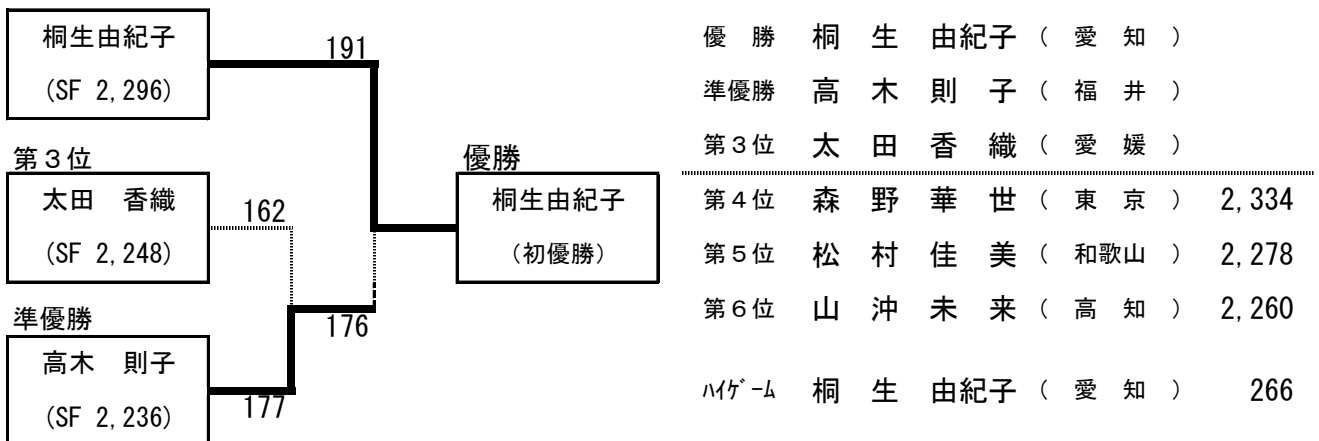 桐生由紀子
(SF 2,296)
191
第３位
太田　香織
(SF 2,248)
162
準優勝
高木　則子
(SF 2,236)
177
176
優勝
桐生由紀子
(初優勝)
優　勝　桐　生　由紀子（　愛　知　）
準優勝　高　木　則　子（　福　井　）
第３位　太　田　香　織（　愛　媛　）
第４位　森　野　華　世（　東　京　）　2,334
第５位　松　村　佳　美（　和歌山　）　2,278
第６位　山　沖　未　来（　高　知　）　2,260
ﾊｲｹﾞｰﾑ　桐　生　由紀子（　愛　知　）　266